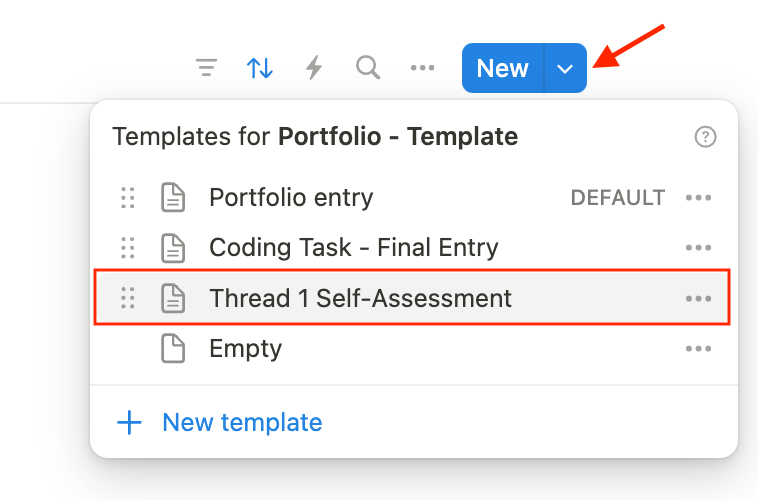 New
Templates for Portfolio - Template
Portfolio entry DEFAULT
Coding Task - Final Entry
Thread 1 Self-Assessment
Empty
New template